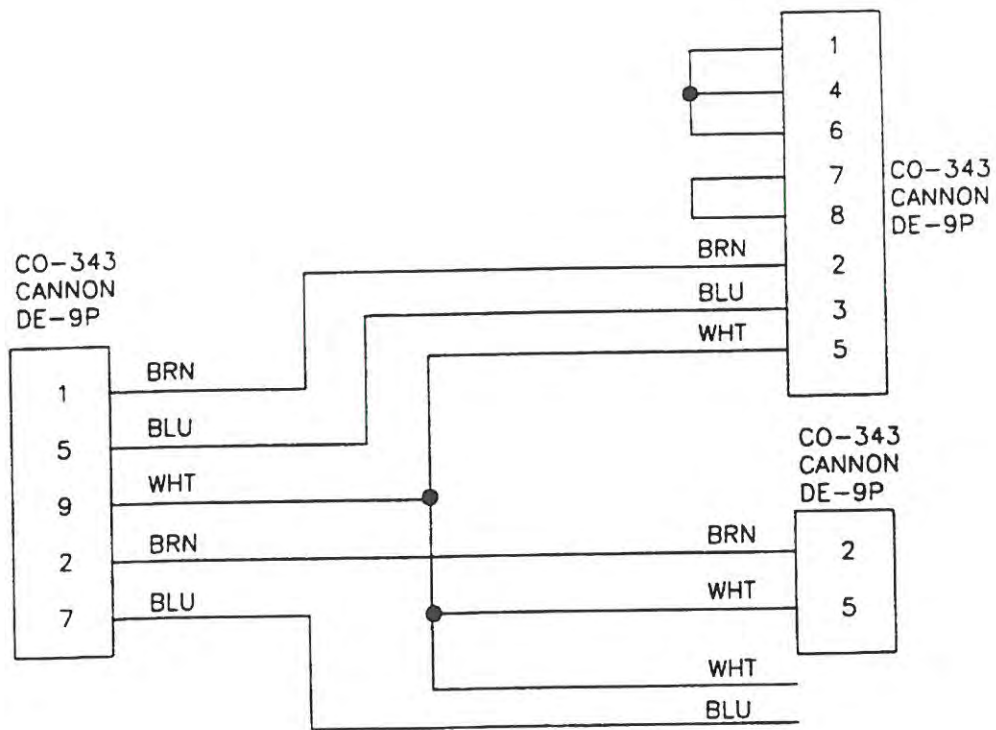 1
4
6
7
8
CO-343
CANNON
DE-9P
BRN 2
BLU 3
WHT 5
CO-343
CANNON
DE-9P
1 BRN
5 BLU
9 WHT
2 BRN
7 BLU
CO-343
CANNON
DE-9P
BRN 2
WHT 5
WHT
BLU